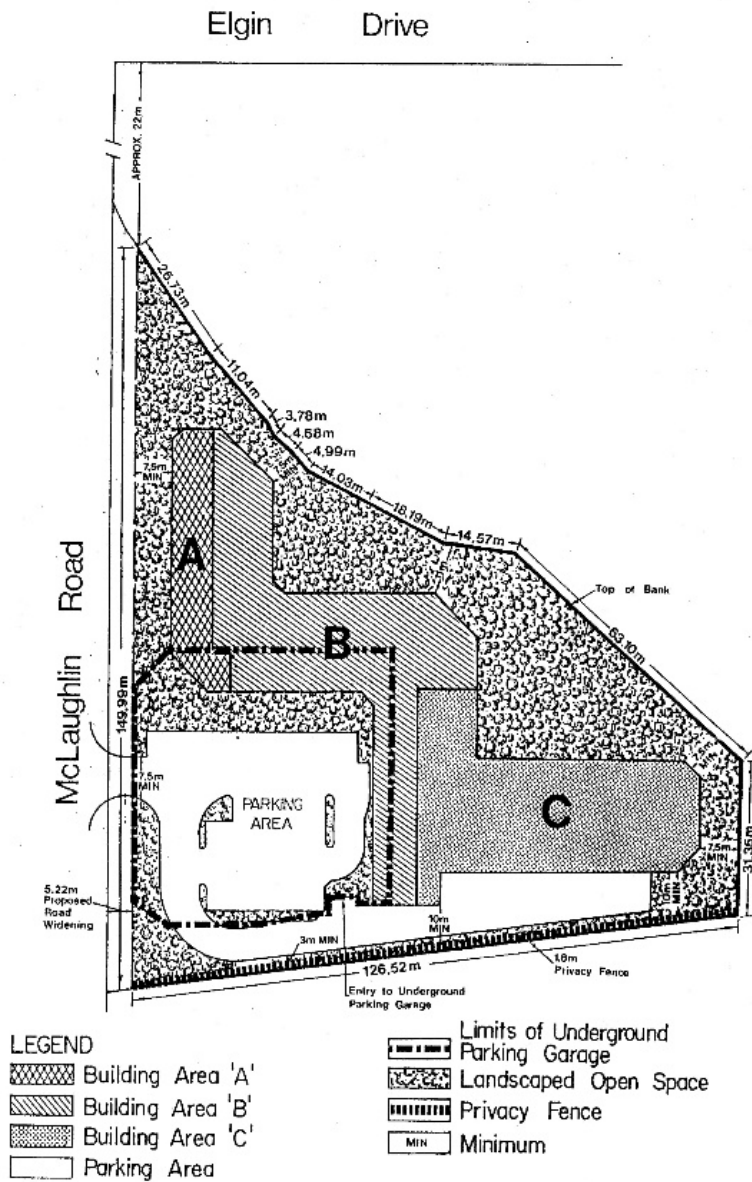 Elgin Drive
APPROX. 22m
26.73m
11.04m
3.78m
4.58m
4.99m
14.03m
18.19m
14.57m
7.5m
MIN
A
McLaughlin Road
B
Top of Bank
63.10m
149.99m
7.5m
MIN
PARKING
AREA
C
7.5m
MIN
31.36m
10m
MIN
5.22m
Proposed
Road
Widening
10m
MIN
3m MIN
126.52m
1.8m
Privacy Fence
Entry to Underground
Parking Garage
LEGEND
Building Area 'A'
Building Area 'B'
Building Area 'C'
Parking Area
Limits of Underground
Parking Garage
Landscaped Open Space
Privacy Fence
MIN Minimum